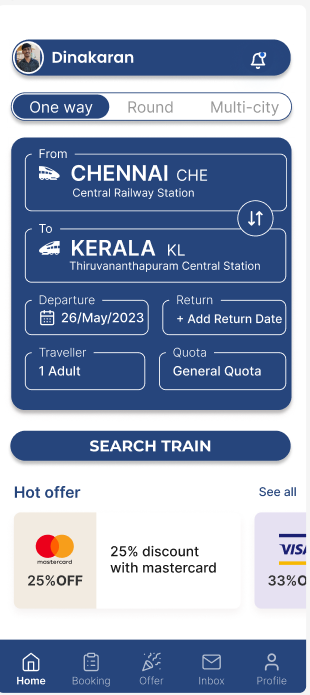 Dinakaran
One way Round Multi-city
From
CHENNAI CHE
Central Railway Station
To
KERALA KL
Thiruvananthapuram Central Station
Departure Return
26/May/2023 + Add Return Date
Traveller Quota
1 Adult General Quota
SEARCH TRAIN
Hot offer See all
mastercard
25%OFF
25% discount
with mastercard
VISA
33%O
Home Booking Offer Inbox Profile